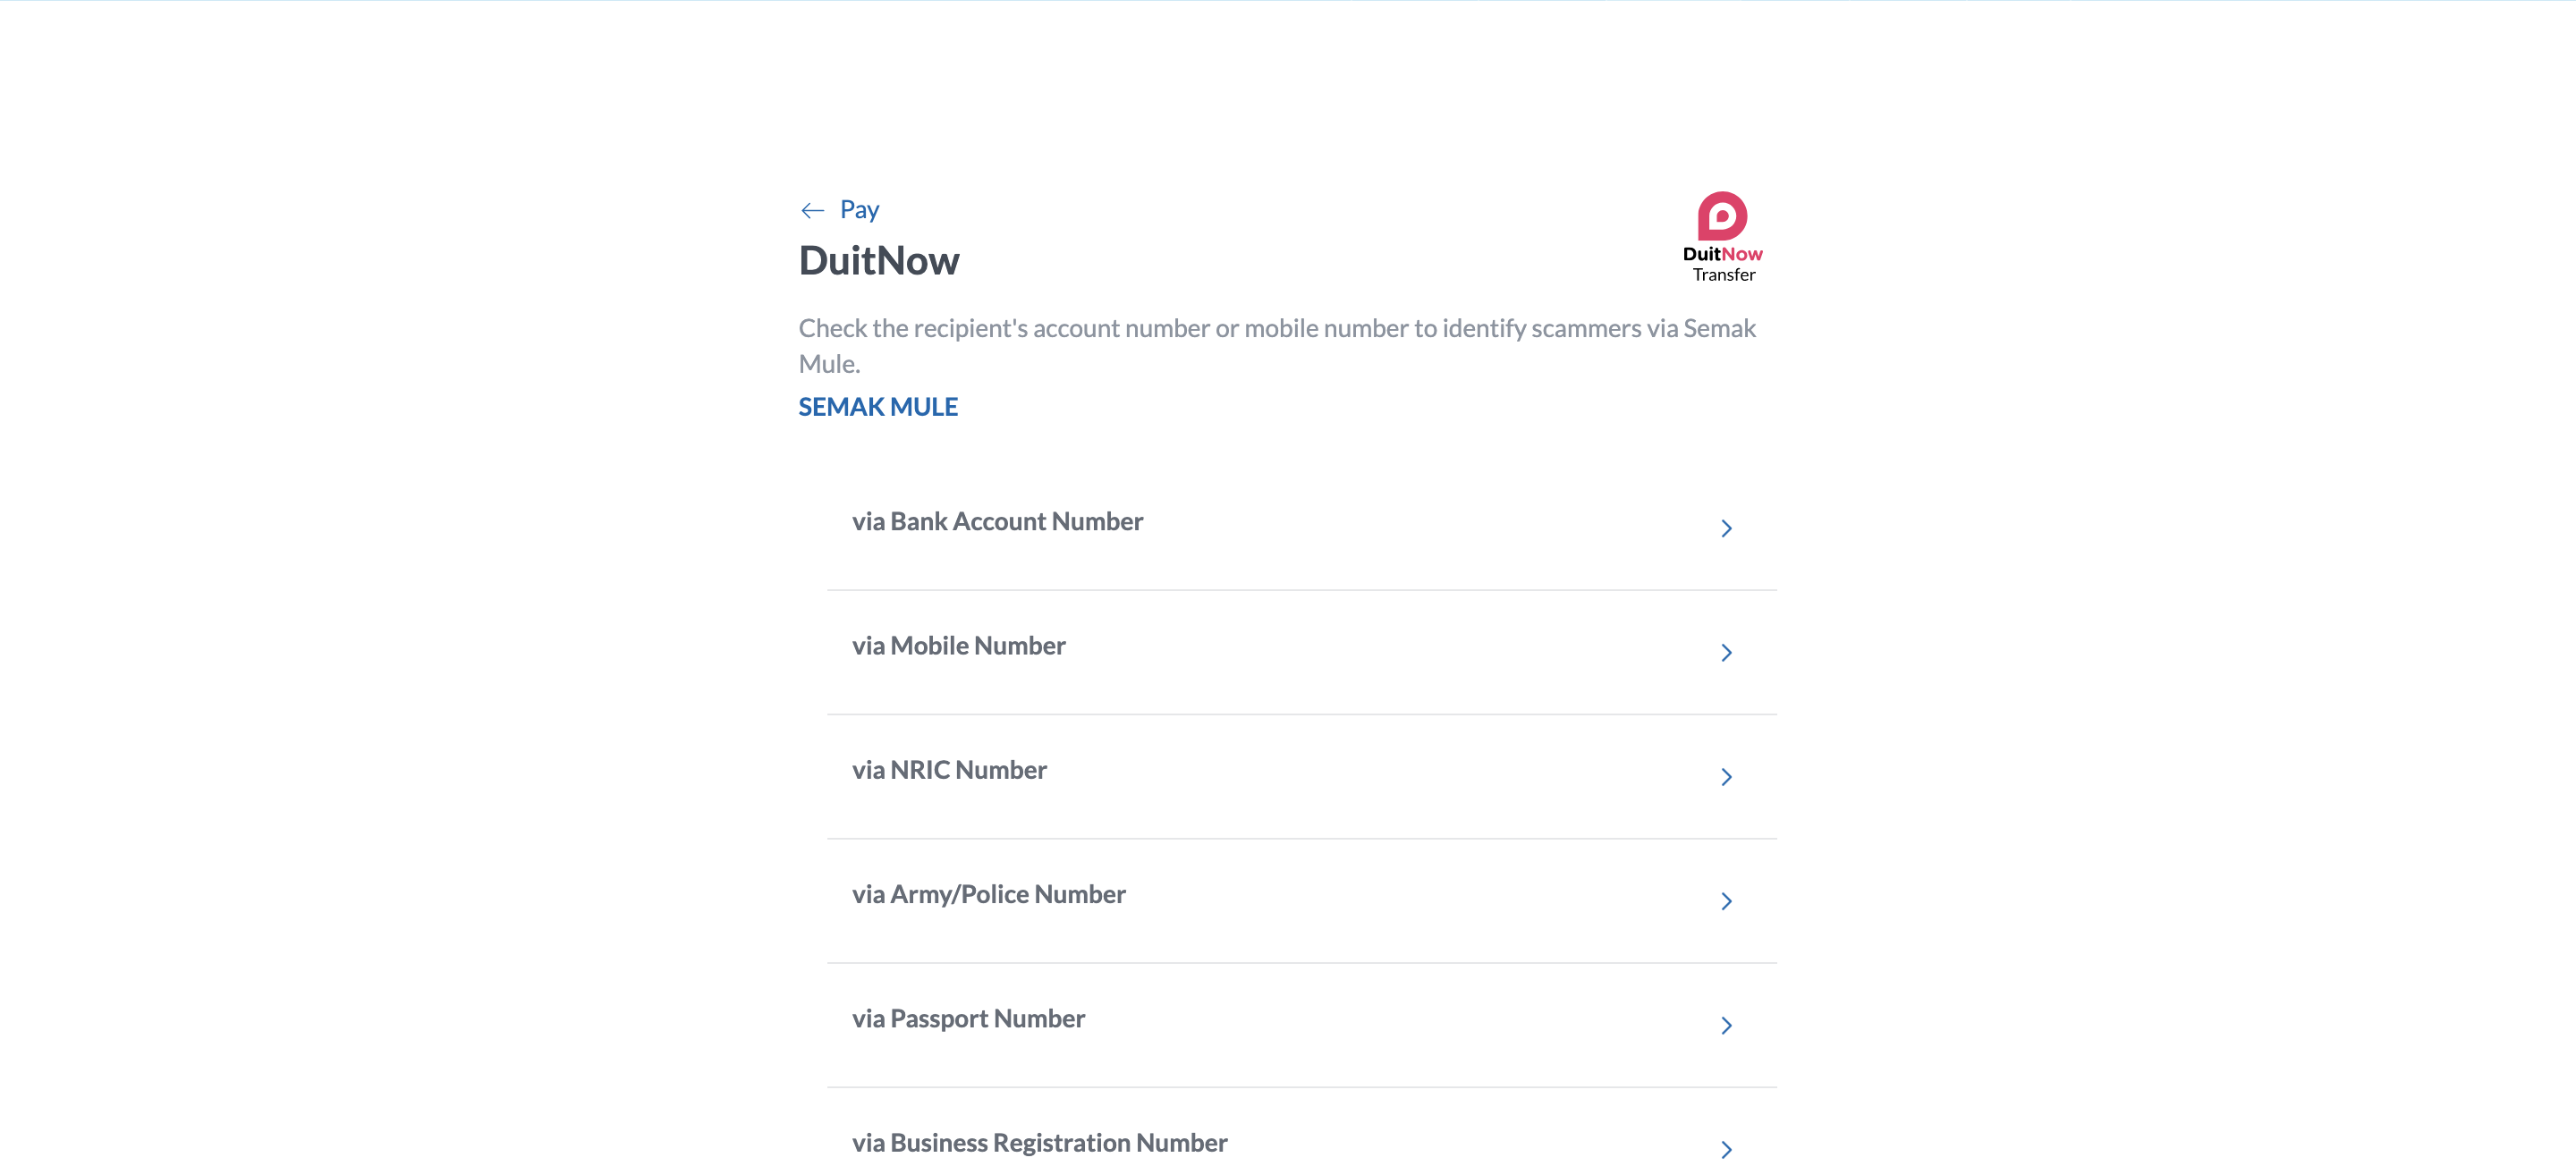 Pay
DuitNow
DuitNow
Transfer
Check the recipient's account number or mobile number to identify scammers via Semak
Mule.
SEMAK MULE
via Bank Account Number
via Mobile Number
via NRIC Number
via Army/Police Number
via Passport Number
via Business Registration Number